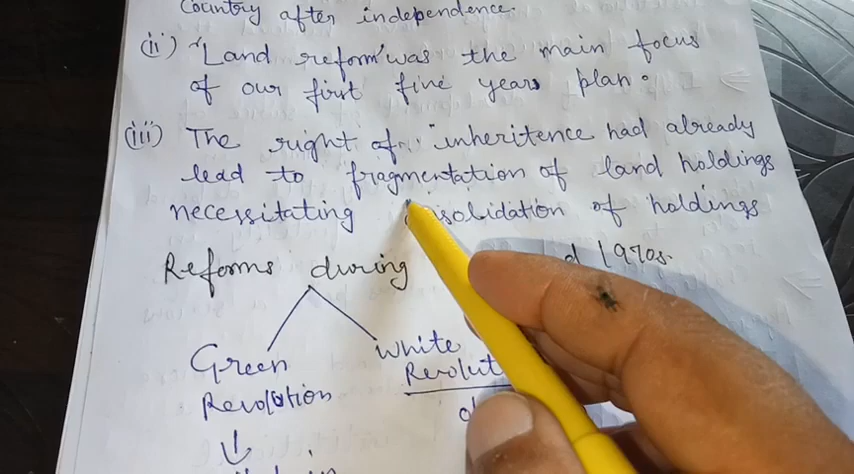 Country after independence.
(ii) "Land reform" was the main focus
of our first five years plan.
(iii) The right of inheritence had already
lead to fragmentation of land holdings
necessitating of holdings
Reforms during 1970s.
Green White
Revolution